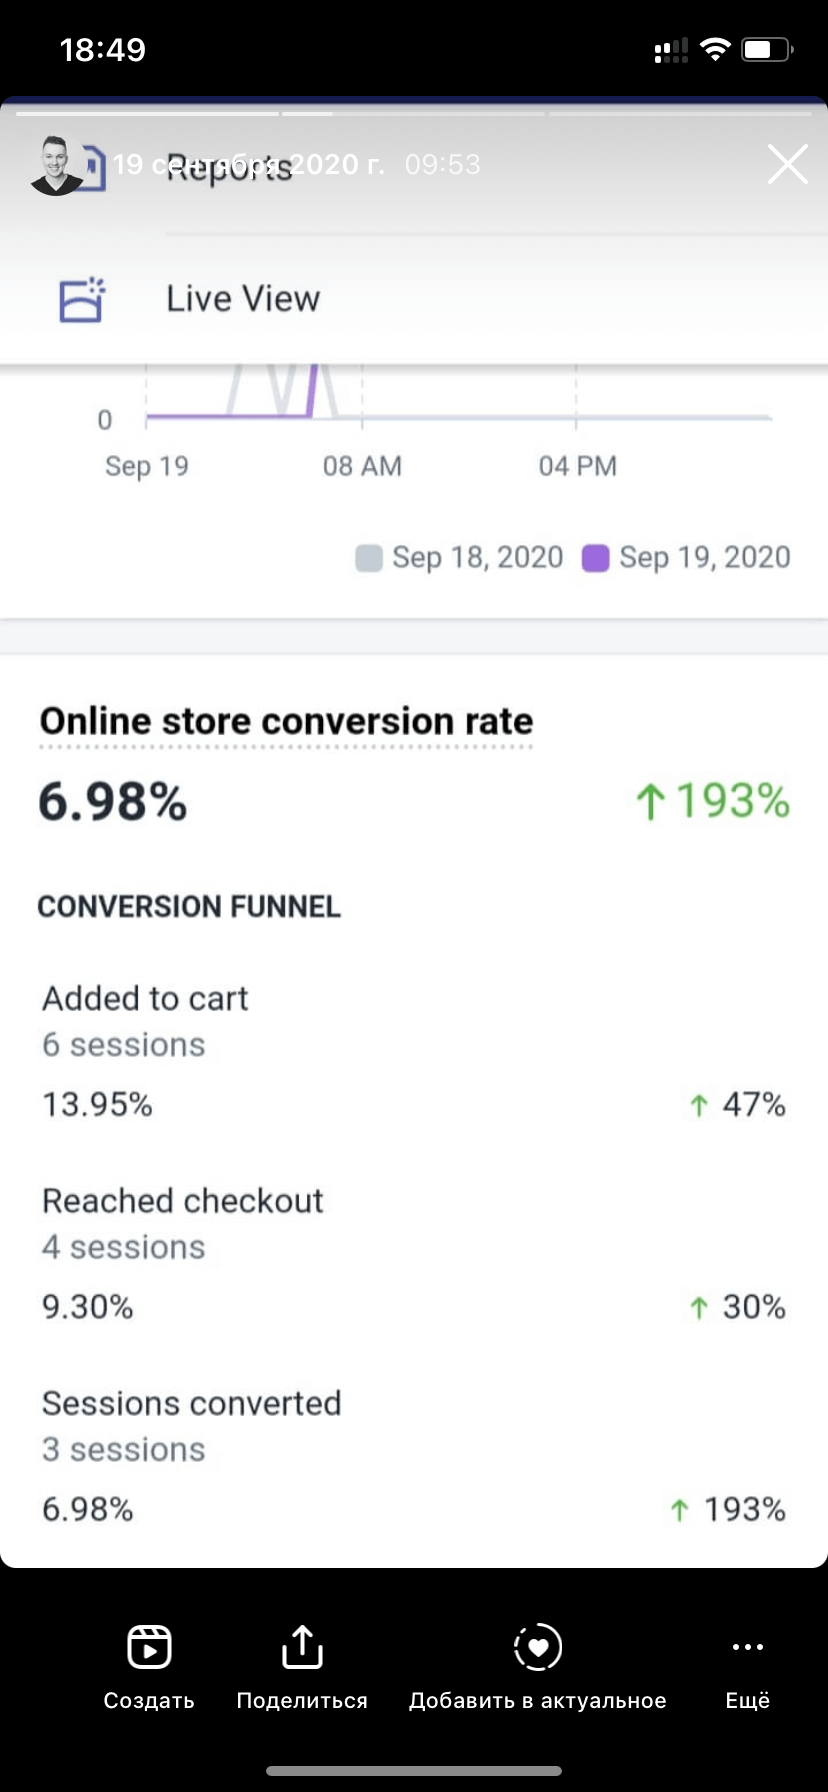 18:49
19 сентября 2020 г. 09:53
Reports
Live View
0
Sep 19 08 AM 04 PM
Sep 18, 2020 Sep 19, 2020
Online store conversion rate
6.98% ↑193%
CONVERSION FUNNEL
Added to cart
6 sessions
13.95% ↑ 47%
Reached checkout
4 sessions
9.30% ↑ 30%
Sessions converted
3 sessions
6.98% ↑ 193%
Создать Поделиться Добавить в актуальное Ещё